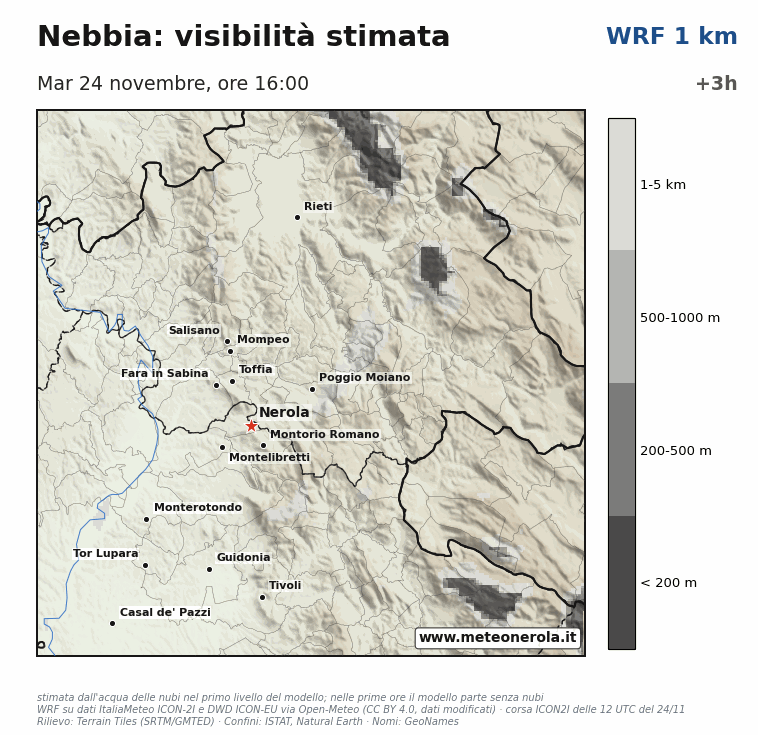 Nebbia: visibilità stimata
WRF 1 km
Mar 24 novembre, ore 16:00
+3h
1-5 km
Rieti
500-1000 m
Salisano
Mompeo
Toffia
Fara in Sabina
Poggio Moiano
Nerola
Montorio Romano
Montelibretti
200-500 m
Monterotondo
Tor Lupara
Guidonia
Tivoli
< 200 m
Casal de' Pazzi
www.meteonerola.it
stimata dall'acqua delle nubi nel primo livello del modello; nelle prime ore il modello parte senza nubi
WRF su dati ItaliaMeteo ICON-2I e DWD ICON-EU via Open-Meteo (CC BY 4.0, dati modificati) · corsa ICON2I delle 12 UTC del 24/11
Rilievo: Terrain Tiles (SRTM/GMTED) · Confini: ISTAT, Natural Earth · Nomi: GeoNames